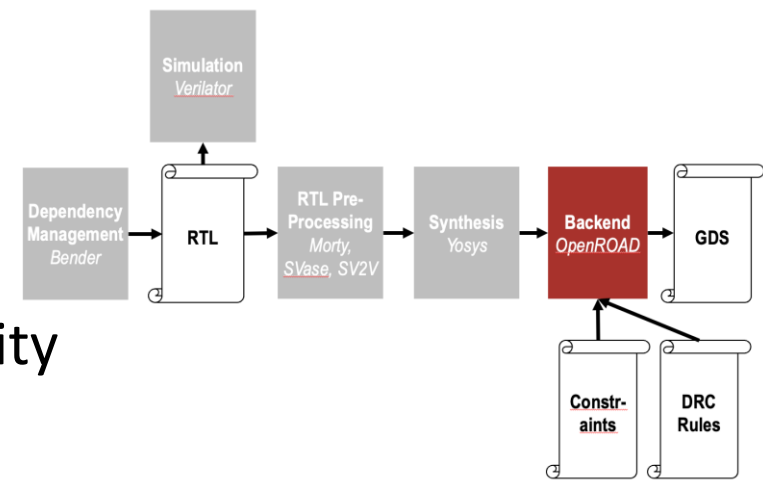 Simulation
Verilator
Dependency
Management
Bender
RTL
RTL Pre-
Processing
Morty,
SVase, SV2V
Synthesis
Yosys
Backend
OpenROAD
GDS
ity
Constr-
aints
DRC
Rules